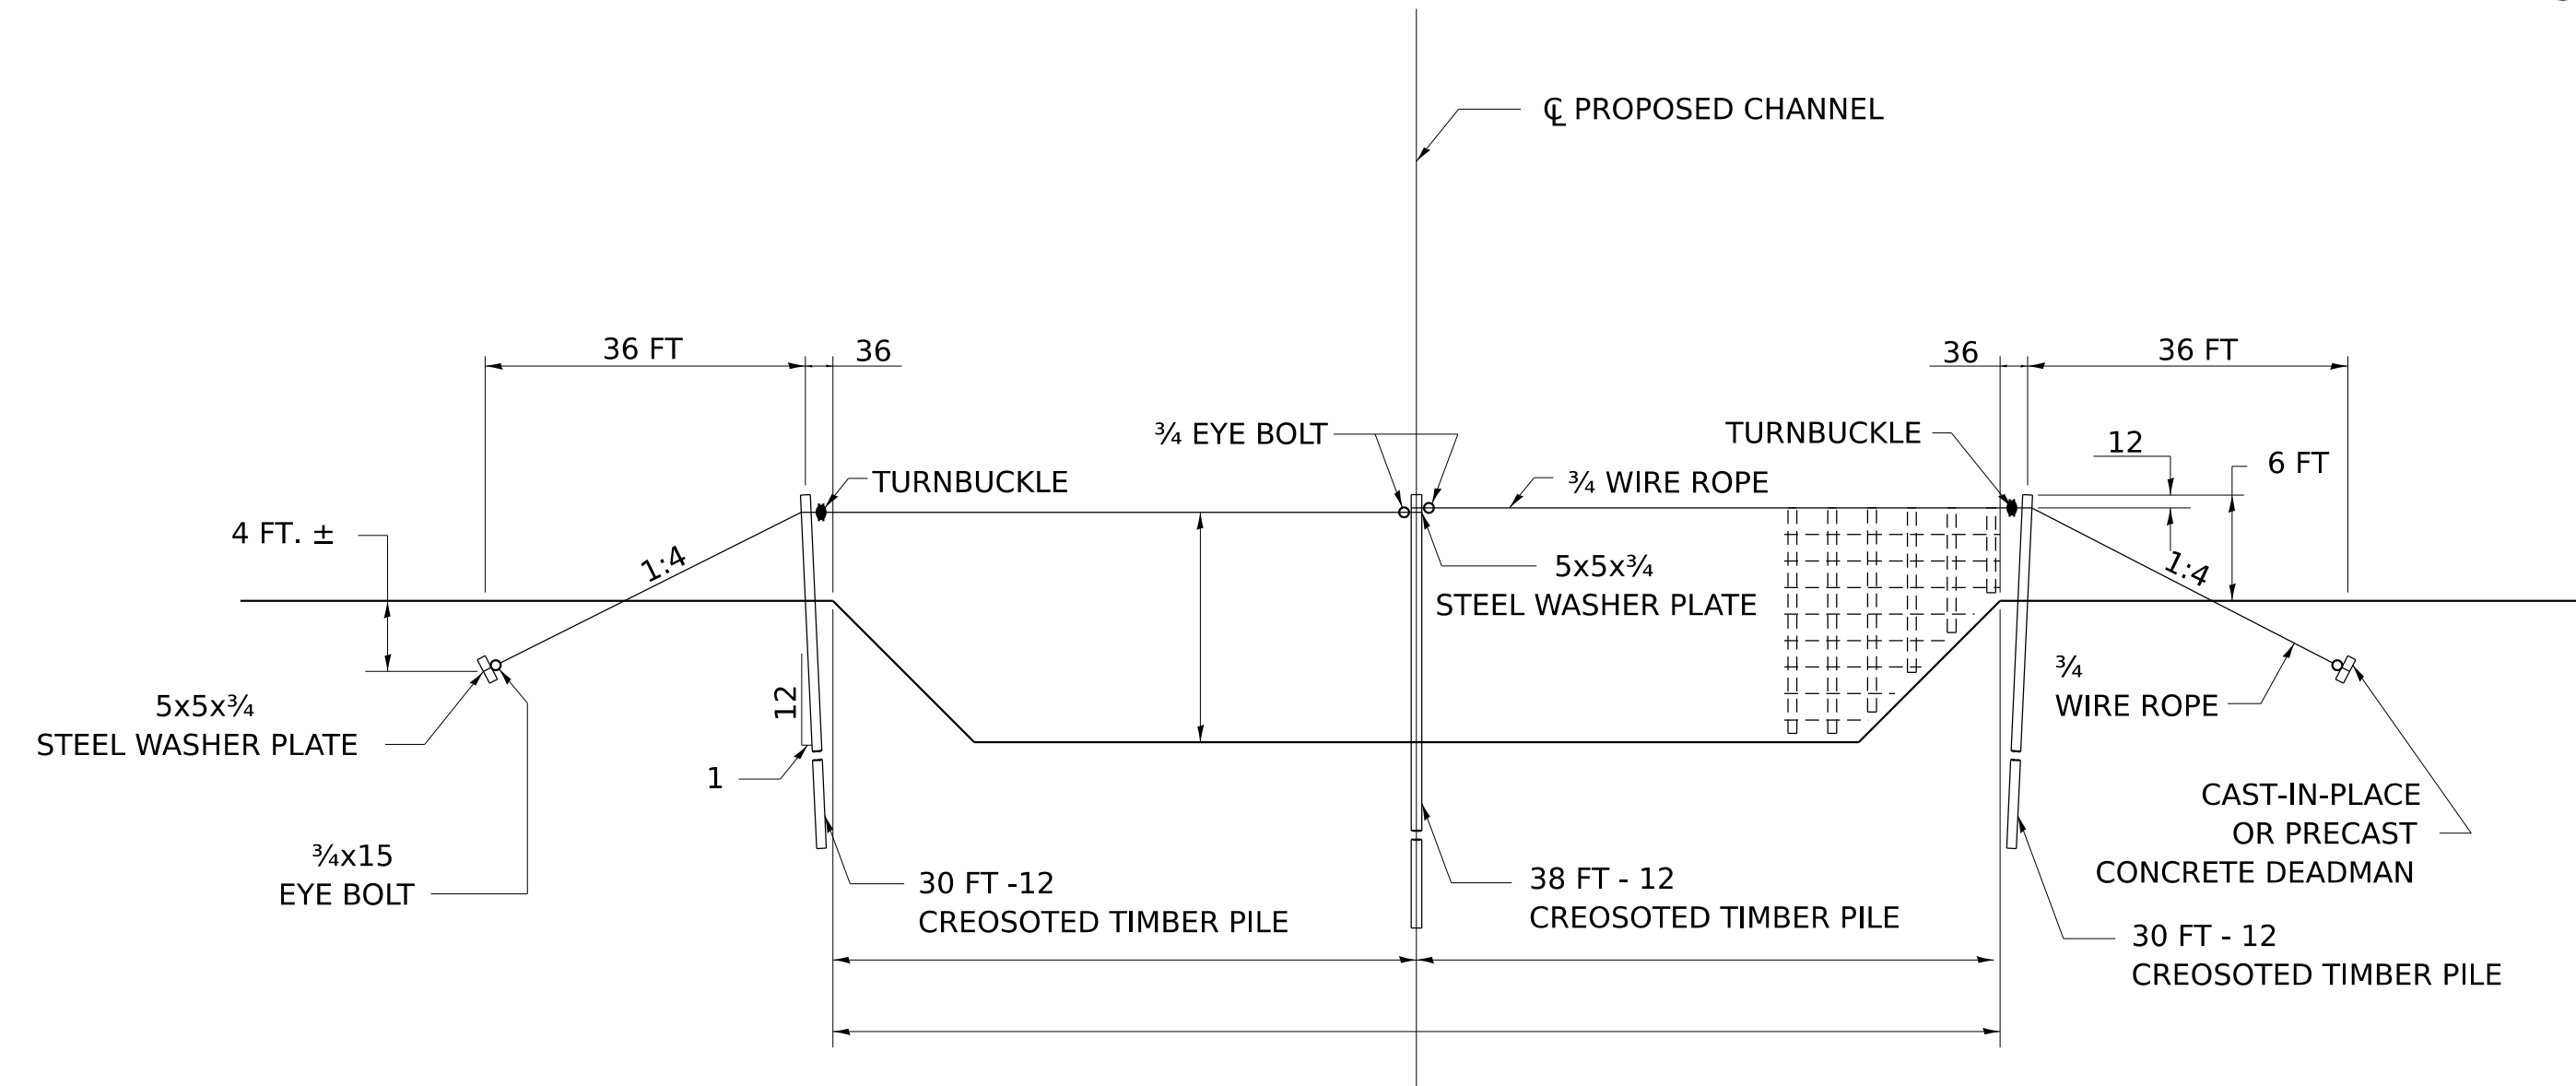 ℄ PROPOSED CHANNEL
36 FT
36
36
36 FT
¾ EYE BOLT
TURNBUCKLE
12
6 FT
TURNBUCKLE
¾ WIRE ROPE
4 FT. ±
1:4
5x5x¾
STEEL WASHER PLATE
1:4
12
5x5x¾
STEEL WASHER PLATE
¾
WIRE ROPE
1
CAST-IN-PLACE
OR PRECAST
CONCRETE DEADMAN
¾x15
EYE BOLT
30 FT -12
CREOSOTED TIMBER PILE
38 FT - 12
CREOSOTED TIMBER PILE
30 FT - 12
CREOSOTED TIMBER PILE